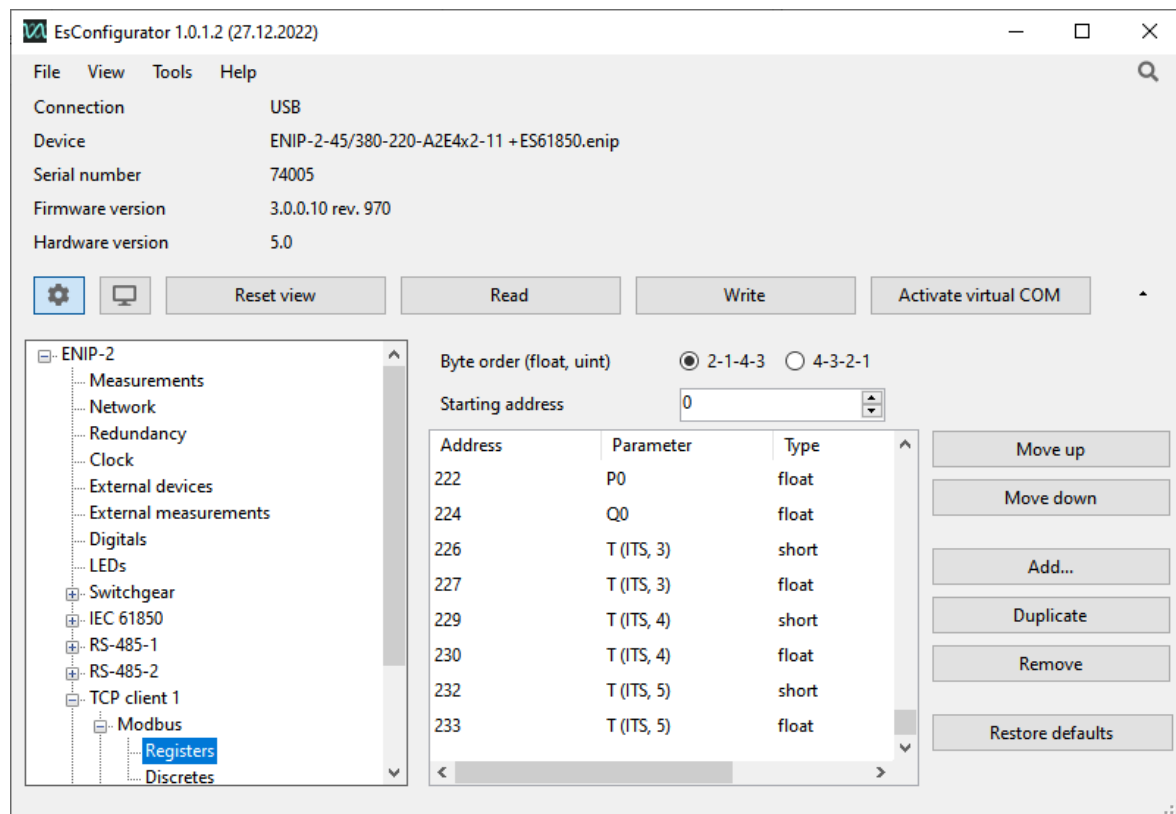 EsConfigurator 1.0.1.2 (27.12.2022)
File View Tools Help
Connection USB
Device ENIP-2-45/380-220-A2E4x2-11 +ES61850.enip
Serial number 74005
Firmware version 3.0.0.10 rev. 970
Hardware version 5.0
Reset view Read Write Activate virtual COM
ENIP-2
Measurements
Network
Redundancy
Clock
External devices
External measurements
Digitals
LEDs
Switchgear
IEC 61850
RS-485-1
RS-485-2
TCP client 1
Modbus
Registers
Discretes
Byte order (float, uint) 2-1-4-3 4-3-2-1
Starting address 0
Address Parameter Type
222 P0 float
224 Q0 float
226 T (ITS, 3) short
227 T (ITS, 3) float
229 T (ITS, 4) short
230 T (ITS, 4) float
232 T (ITS, 5) short
233 T (ITS, 5) float
Move up
Move down
Add...
Duplicate
Remove
Restore defaults